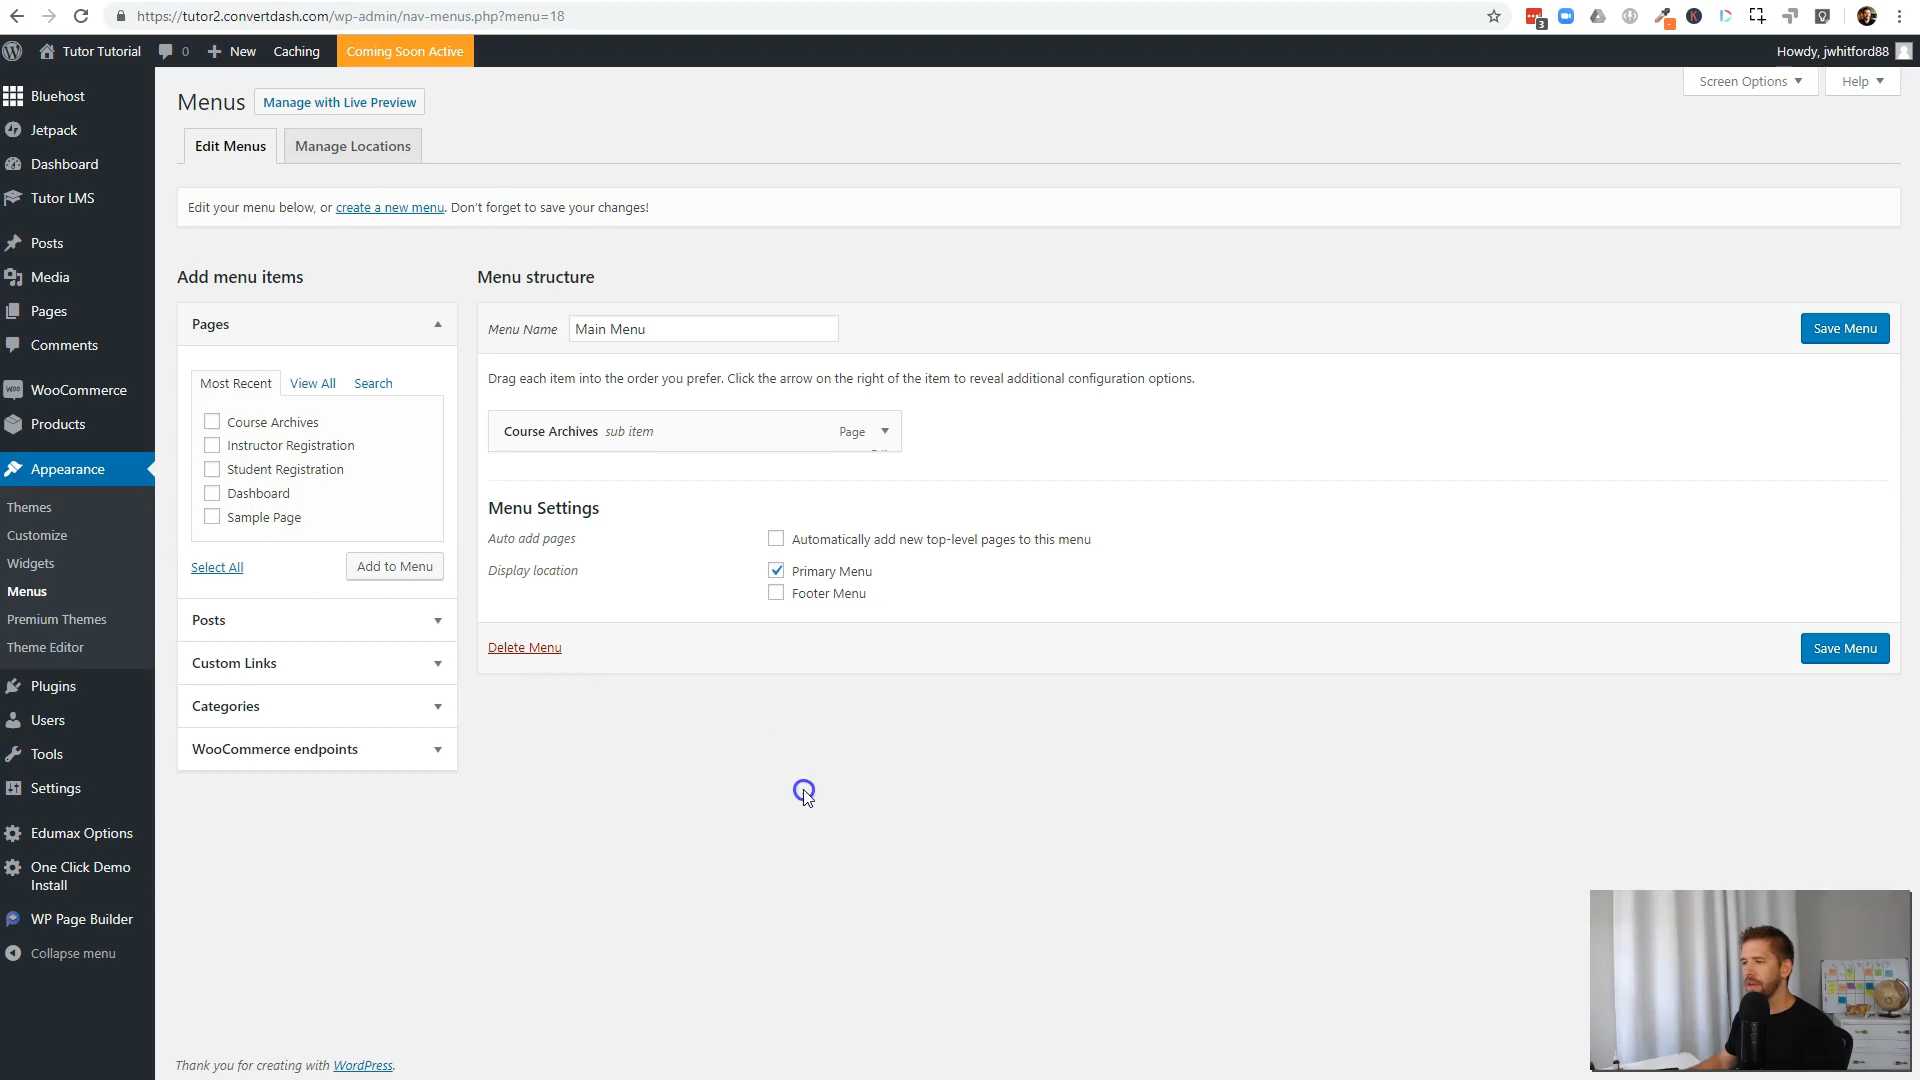 https://tutor2.convertdash.com/wp-admin/nav-menus.php?menu=18
3
Tutor Tutorial
0
New
Caching
Coming Soon Active
Howdy, jwhitford88
Bluehost
Jetpack
Dashboard
Tutor LMS
Posts
Media
Pages
Comments
WooCommerce
Products
Appearance
Themes
Customize
Widgets
Menus
Premium Themes
Theme Editor
Plugins
Users
Tools
Settings
Edumax Options
One Click Demo
Install
WP Page Builder
Collapse menu
Screen Options
Help
Menus
Manage with Live Preview
Edit Menus
Manage Locations
Edit your menu below, or create a new menu. Don't forget to save your changes!
Add menu items
Pages
Most Recent
View All
Search
Course Archives
Instructor Registration
Student Registration
Dashboard
Sample Page
Select All
Add to Menu
Posts
Custom Links
Categories
WooCommerce endpoints
Menu structure
Menu Name
Main Menu
Save Menu
Drag each item into the order you prefer. Click the arrow on the right of the item to reveal additional configuration options.
Course Archives sub item
Page
Menu Settings
Auto add pages
Automatically add new top-level pages to this menu
Display location
Primary Menu
Footer Menu
Delete Menu
Save Menu
Thank you for creating with WordPress.